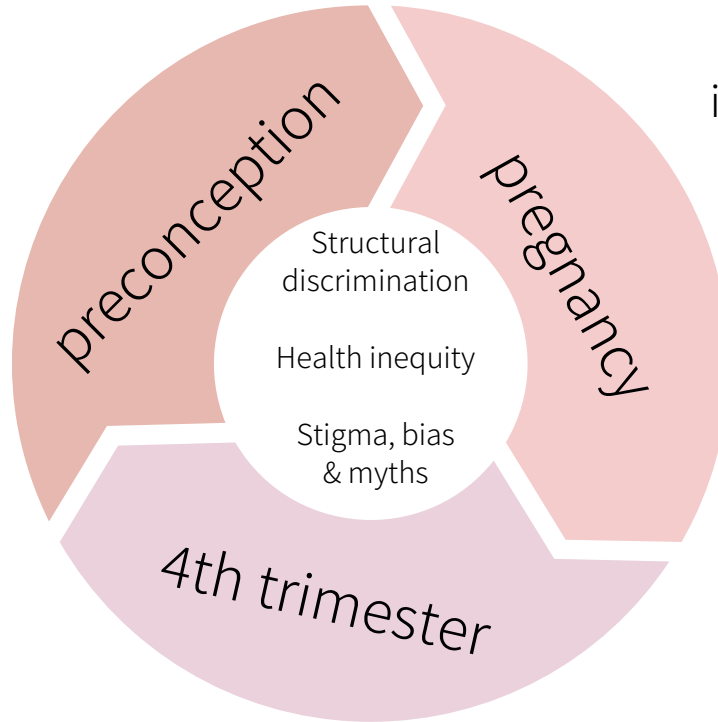 preconception
pregnancy
Structural
discrimination
Health inequity
Stigma, bias
& myths
4th trimester